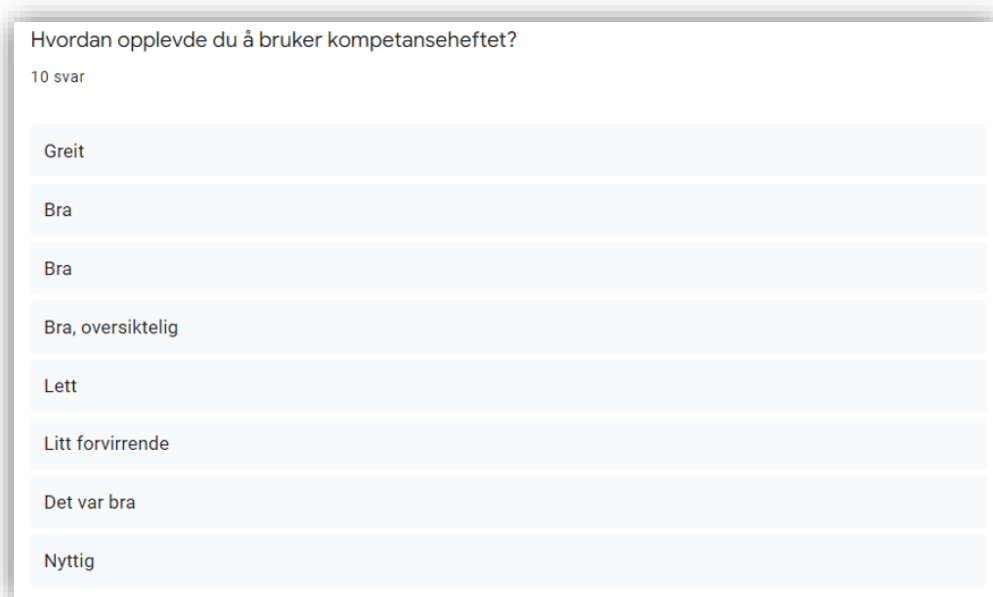 Hvordan opplevde du å bruker kompetanseheftet?
10 svar
Greit
Bra
Bra
Bra, oversiktelig
Lett
Litt forvirrende
Det var bra
Nyttig